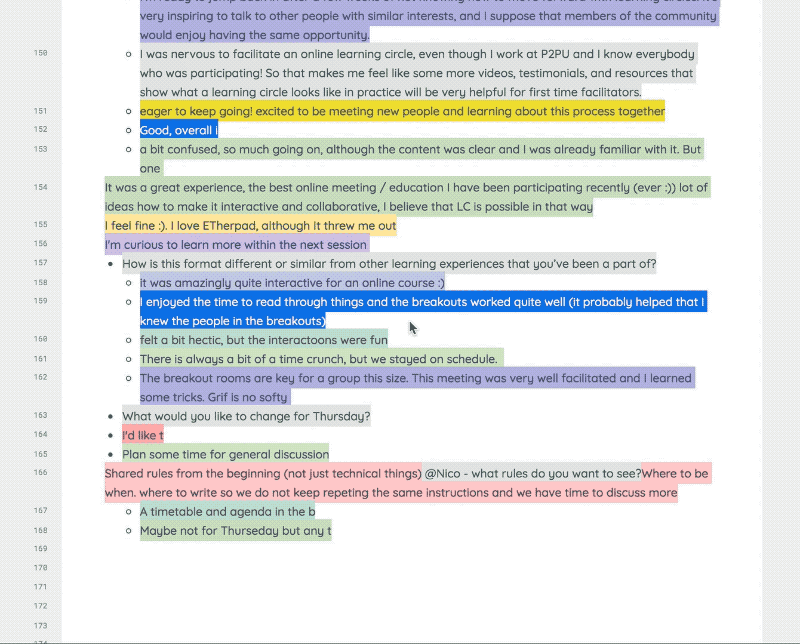 very inspiring to talk to other people with similar interests, and I suppose that members of the community
would enjoy having the same opportunity.
150 I was nervous to facilitate an online learning circle, even though I work at P2PU and I know everybody
who was participating! So that makes me feel like some more videos, testimonials, and resources that
show what a learning circle looks like in practice will be very helpful for first time facilitators.
151 eager to keep going! excited to be meeting new people and learning about this process together
152 Good, overall i
153 a bit confused, so much going on, although the content was clear and I was already familiar with it. But
one
154 It was a great experience, the best online meeting / education I have been participating recently (ever :)) lot of
ideas how to make it interactive and collaborative, I believe that LC is possible in that way
155 I feel fine :). I love ETherpad, although It threw me out
156 I'm curious to learn more within the next session
157 How is this format different or similar from other learning experiences that you've been a part of?
158 it was amazingly quite interactive for an online course :)
159 I enjoyed the time to read through things and the breakouts worked quite well (it probably helped that I
knew the people in the breakouts)
160 felt a bit hectic, but the interactoons were fun
161 There is always a bit of a time crunch, but we stayed on schedule.
162 The breakout rooms are key for a group this size. This meeting was very well facilitated and I learned
some tricks. Grif is no softy
163 What would you like to change for Thursday?
164 I'd like t
165 Plan some time for general discussion
166 Shared rules from the beginning (not just technical things) @Nico - what rules do you want to see?Where to be
when. where to write so we do not keep repeting the same instructions and we have time to discuss more
167 A timetable and agenda in the b
168 Maybe not for Thurseday but any t
169
170
171
172
173